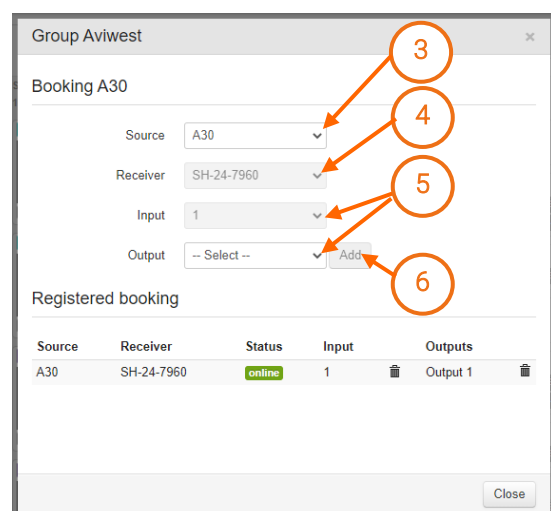 Group Aviwest ×
3
Booking A30
4
Source A30
Receiver SH-24-7960
5
Input 1
Output -- Select -- Add
6
Registered booking
Source Receiver Status Input Outputs
A30 SH-24-7960 online 1 Output 1
Close